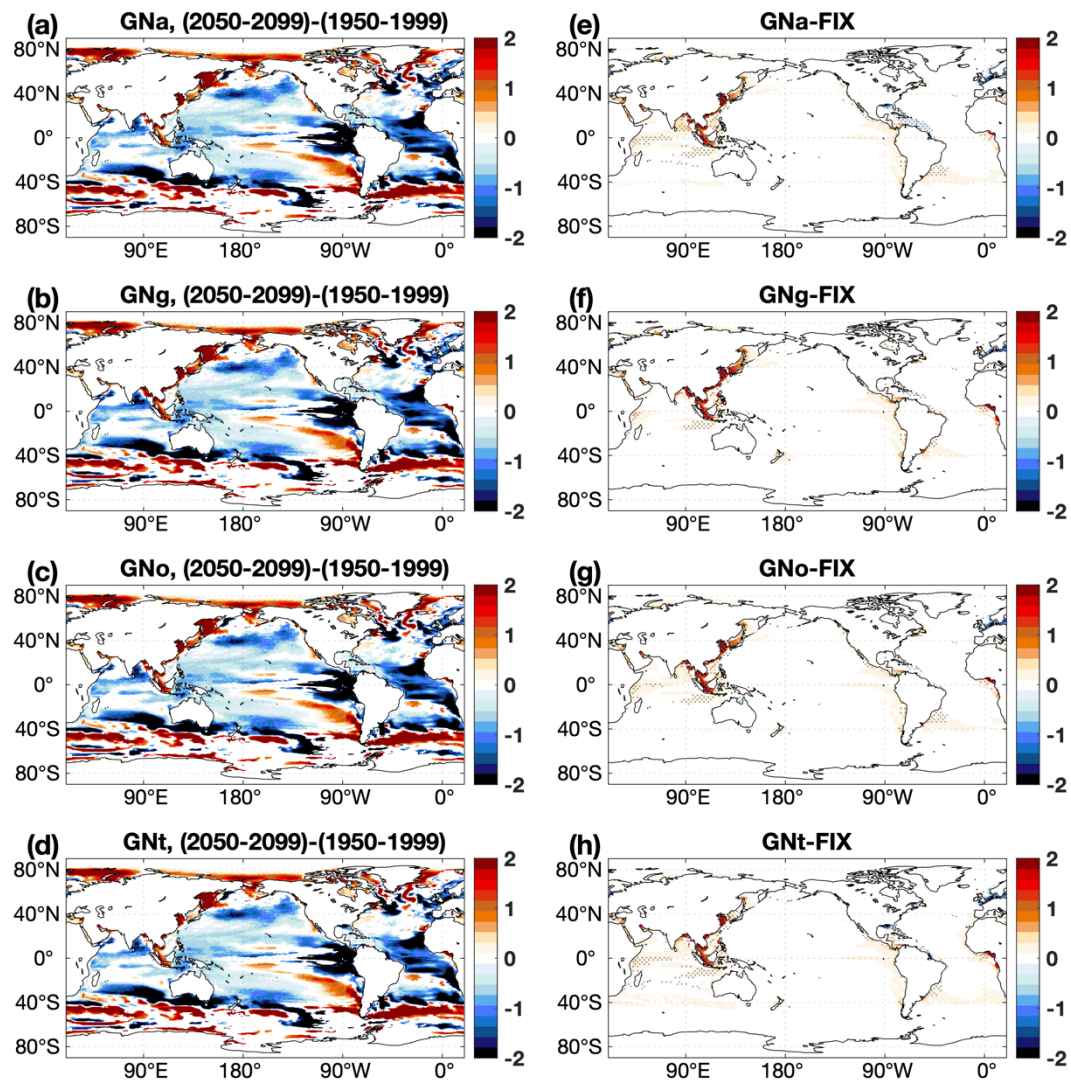 (a) GNa, (2050-2099)-(1950-1999)
80°N
40°N
0°
40°S
80°S
90°E 180° 90°W 0°
2
1
0
-1
-2
(e) GNa-FIX
80°N
40°N
0°
40°S
80°S
90°E 180° 90°W 0°
2
1
0
-1
-2
(b) GNg, (2050-2099)-(1950-1999)
80°N
40°N
0°
40°S
80°S
90°E 180° 90°W 0°
2
1
0
-1
-2
(f) GNg-FIX
80°N
40°N
0°
40°S
80°S
90°E 180° 90°W 0°
2
1
0
-1
-2
(c) GNo, (2050-2099)-(1950-1999)
80°N
40°N
0°
40°S
80°S
90°E 180° 90°W 0°
2
1
0
-1
-2
(g) GNo-FIX
80°N
40°N
0°
40°S
80°S
90°E 180° 90°W 0°
2
1
0
-1
-2
(d) GNt, (2050-2099)-(1950-1999)
80°N
40°N
0°
40°S
80°S
90°E 180° 90°W 0°
2
1
0
-1
-2
(h) GNt-FIX
80°N
40°N
0°
40°S
80°S
90°E 180° 90°W 0°
2
1
0
-1
-2